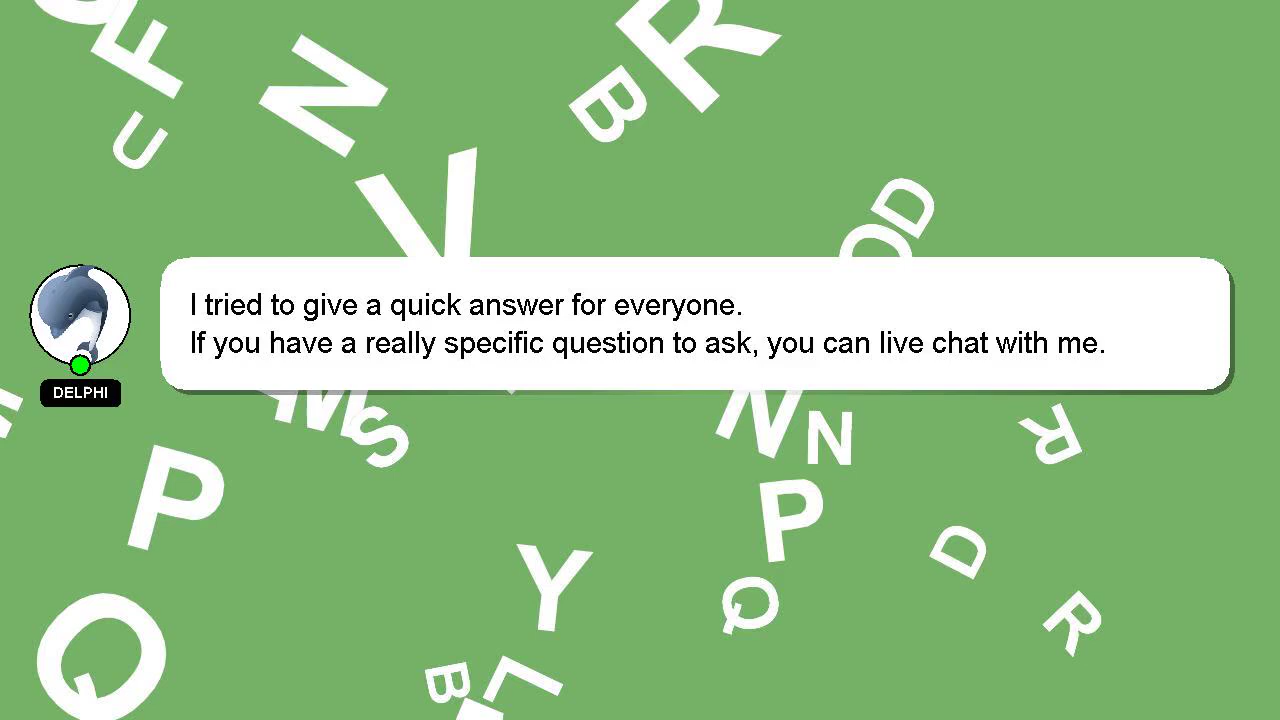 F
N
R
B
U
V
D
O
I tried to give a quick answer for everyone.
If you have a really specific question to ask, you can live chat with me.
DELPHI
M
S
N
N
R
P
P
D
Y
Q
R
Q
B
L